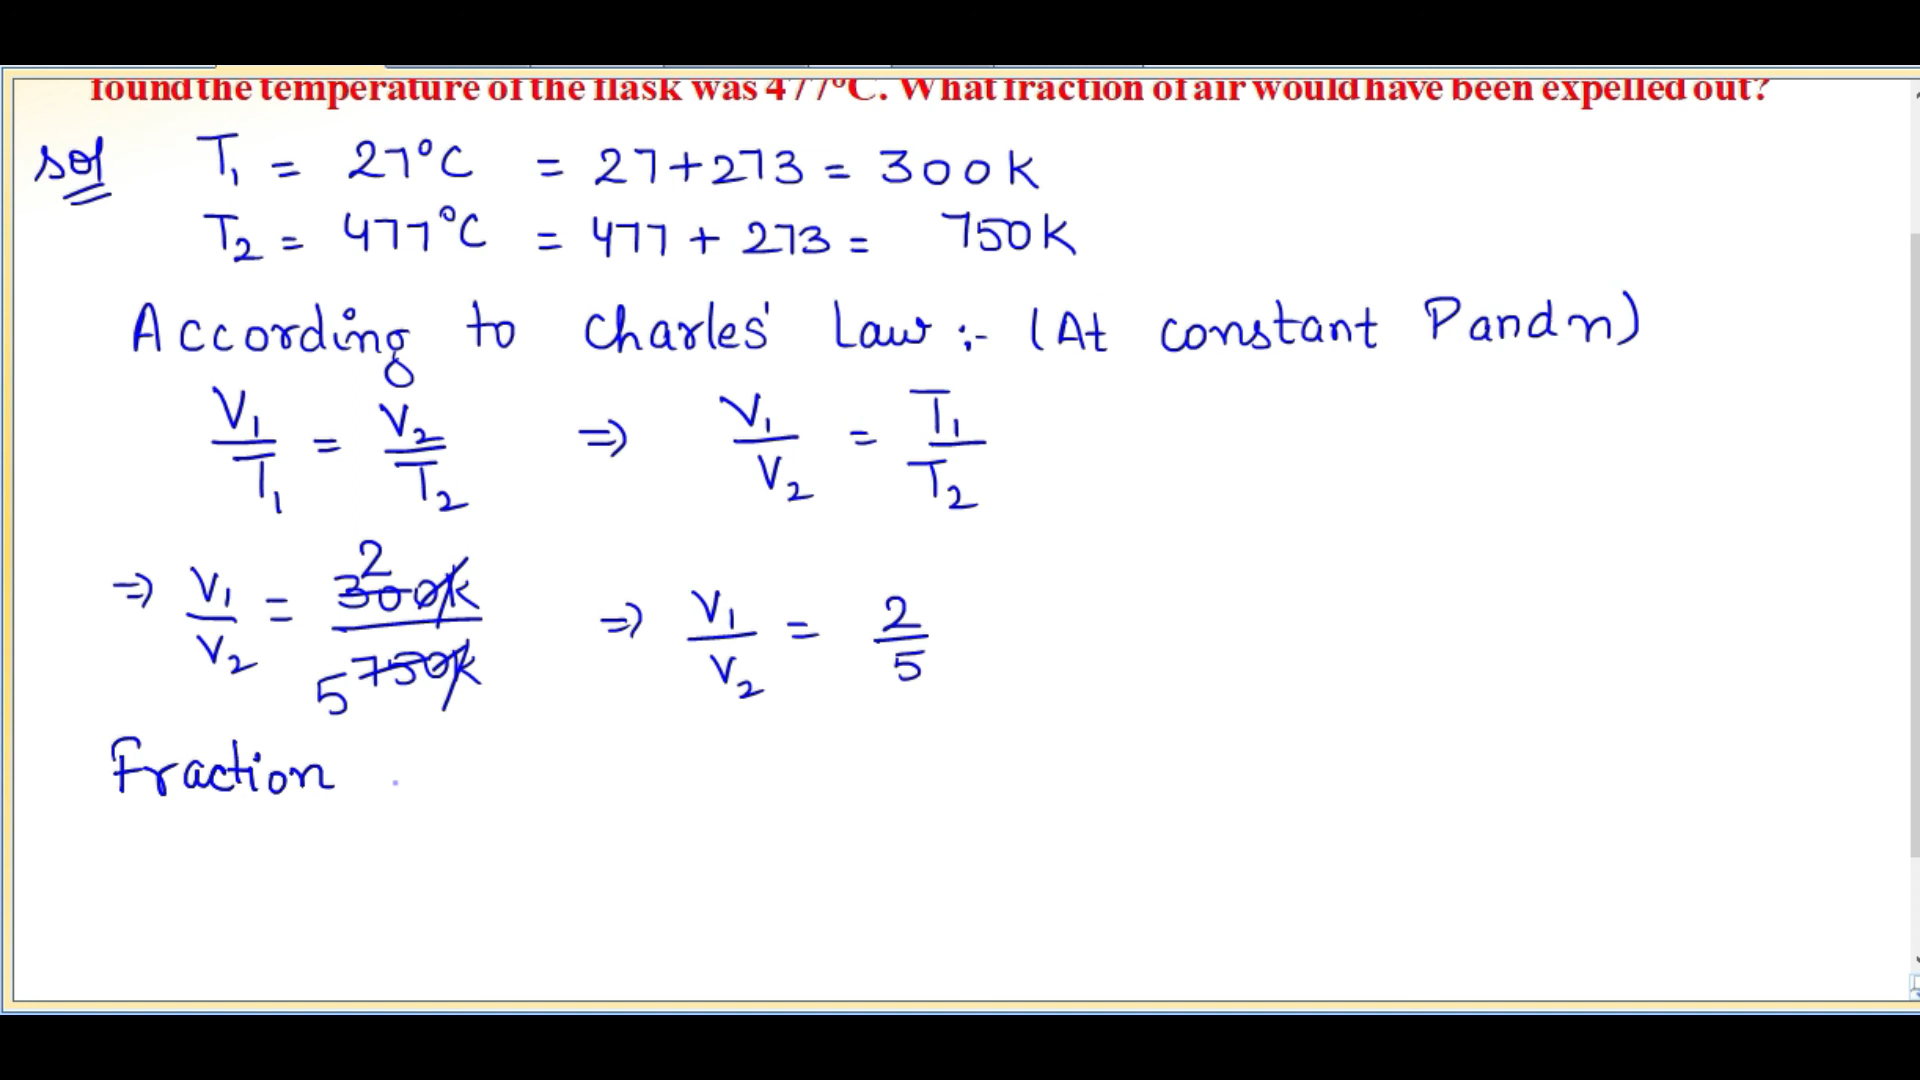 found the temperature of the flask was 477°C. What fraction of air would have been expelled out?
Sol T₁ = 27°C = 27+273 = 300K
T₂ = 477°C = 477 + 273 = 750K
According to Charles' Law :- (At constant P and n)
V₁/T₁ = V₂/T₂ ⇒ V₁/V₂ = T₁/T₂
⇒ V₁/V₂ = 2 300K / 5 750K ⇒ V₁/V₂ = 2/5
Fraction